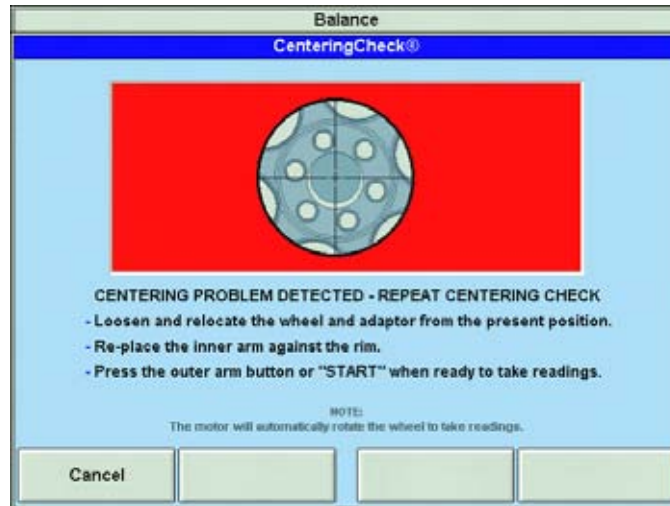 Balance
CenteringCheck®
CENTERING PROBLEM DETECTED - REPEAT CENTERING CHECK
- Loosen and relocate the wheel and adaptor from the present position.
- Re-place the inner arm against the rim.
- Press the outer arm button or "START" when ready to take readings.
NOTE:
The motor will automatically rotate the wheel to take readings.
Cancel